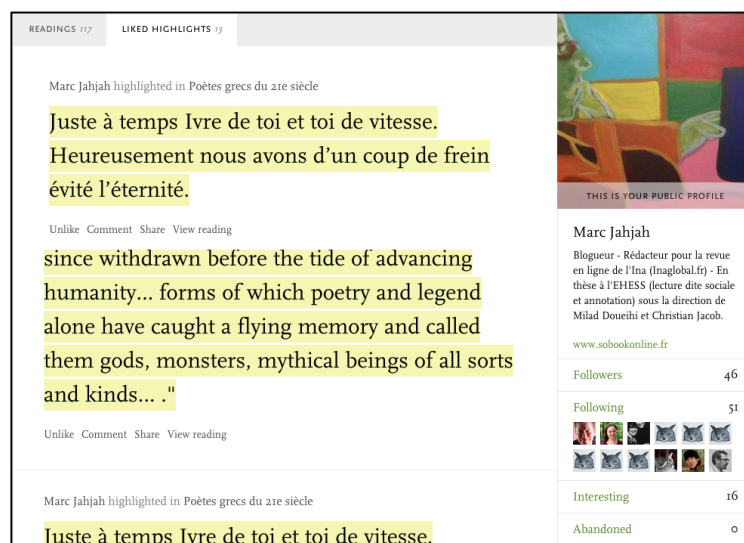 READINGS 117
LIKED HIGHLIGHTS 13
Marc Jahjah highlighted in Poètes grecs du 21e siècle
Juste à temps Ivre de toi et toi de vitesse.
Heureusement nous avons d’un coup de frein
évité l’éternité.
Unlike Comment Share View reading
since withdrawn before the tide of advancing
humanity... forms of which poetry and legend
alone have caught a flying memory and called
them gods, monsters, mythical beings of all sorts
and kinds... ."
Unlike Comment Share View reading
Marc Jahjah highlighted in Poètes grecs du 21e siècle
Juste à temps Ivre de toi et toi de vitesse.
THIS IS YOUR PUBLIC PROFILE
Marc Jahjah
Blogueur - Rédacteur pour la revue
en ligne de l'Ina (Inaglobal.fr) - En
thèse à l'EHESS (lecture dite sociale
et annotation) sous la direction de
Milad Doueihi et Christian Jacob.
www.sobookonline.fr
Followers 46
Following 51
Interesting 16
Abandoned 0